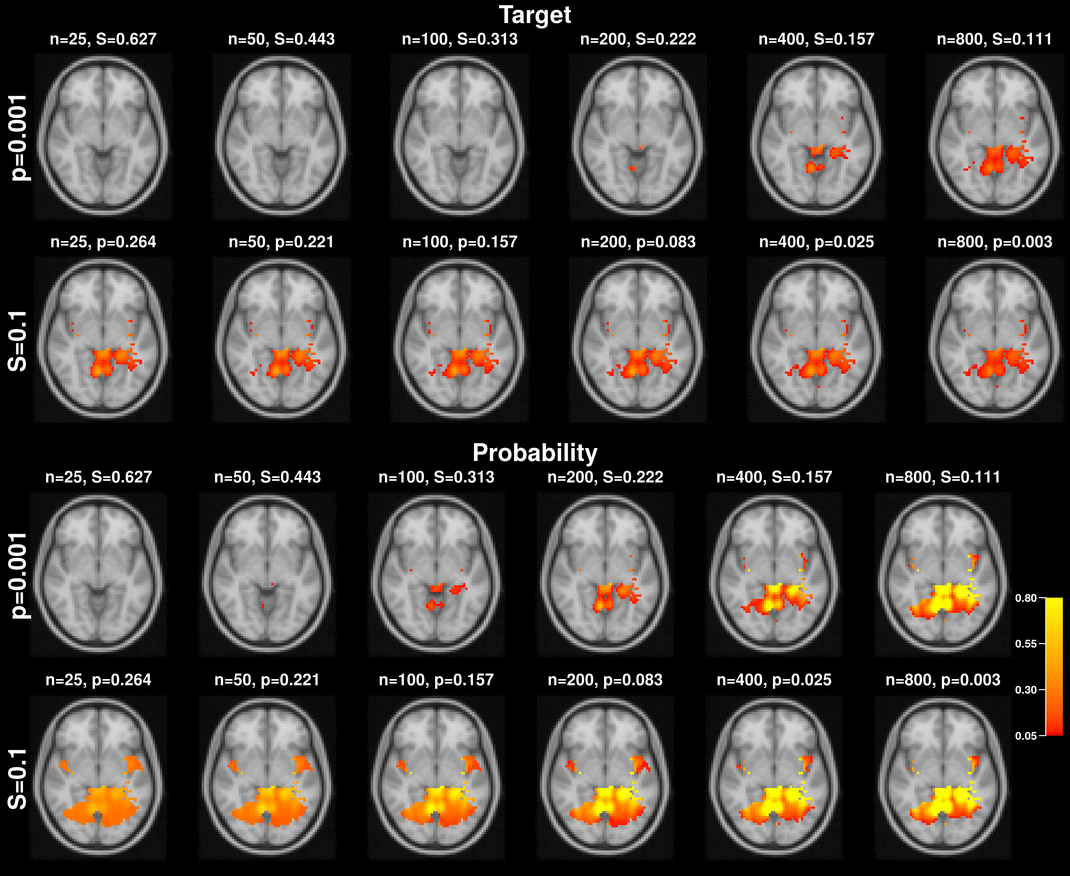 Target
n=25, S=0.627 n=50, S=0.443 n=100, S=0.313 n=200, S=0.222 n=400, S=0.157 n=800, S=0.111
p=0.001
n=25, p=0.264 n=50, p=0.221 n=100, p=0.157 n=200, p=0.083 n=400, p=0.025 n=800, p=0.003
S=0.1
Probability
n=25, S=0.627 n=50, S=0.443 n=100, S=0.313 n=200, S=0.222 n=400, S=0.157 n=800, S=0.111
p=0.001
0.80
0.55
0.30
0.05
n=25, p=0.264 n=50, p=0.221 n=100, p=0.157 n=200, p=0.083 n=400, p=0.025 n=800, p=0.003
S=0.1